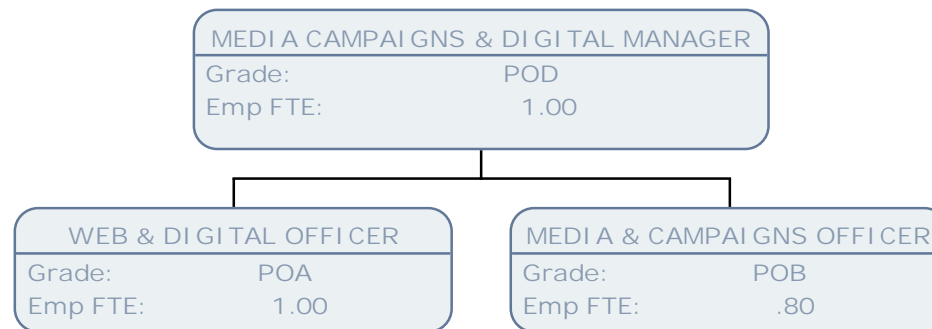 MEDIA CAMPAIGNS & DIGITAL MANAGER
Grade: POD
Emp FTE: 1.00
WEB & DIGITAL OFFICER
Grade: POA
Emp FTE: 1.00
MEDIA & CAMPAIGNS OFFICER
Grade: POB
Emp FTE: .80